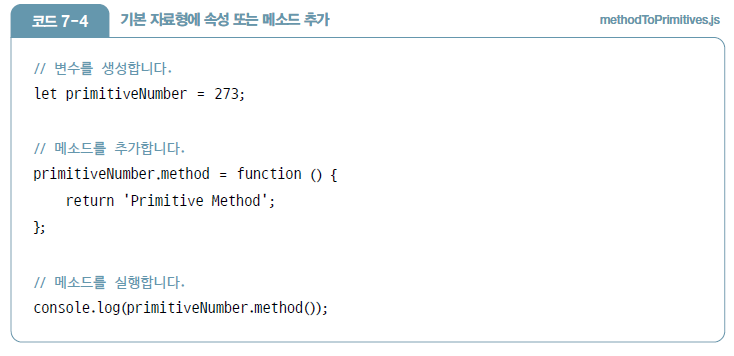 코드 7-4 기본 자료형에 속성 또는 메소드 추가 methodToPrimitives.js
// 변수를 생성합니다.
let primitiveNumber = 273;
// 메소드를 추가합니다.
primitiveNumber.method = function () {
    return 'Primitive Method';
};
// 메소드를 실행합니다.
console.log(primitiveNumber.method());